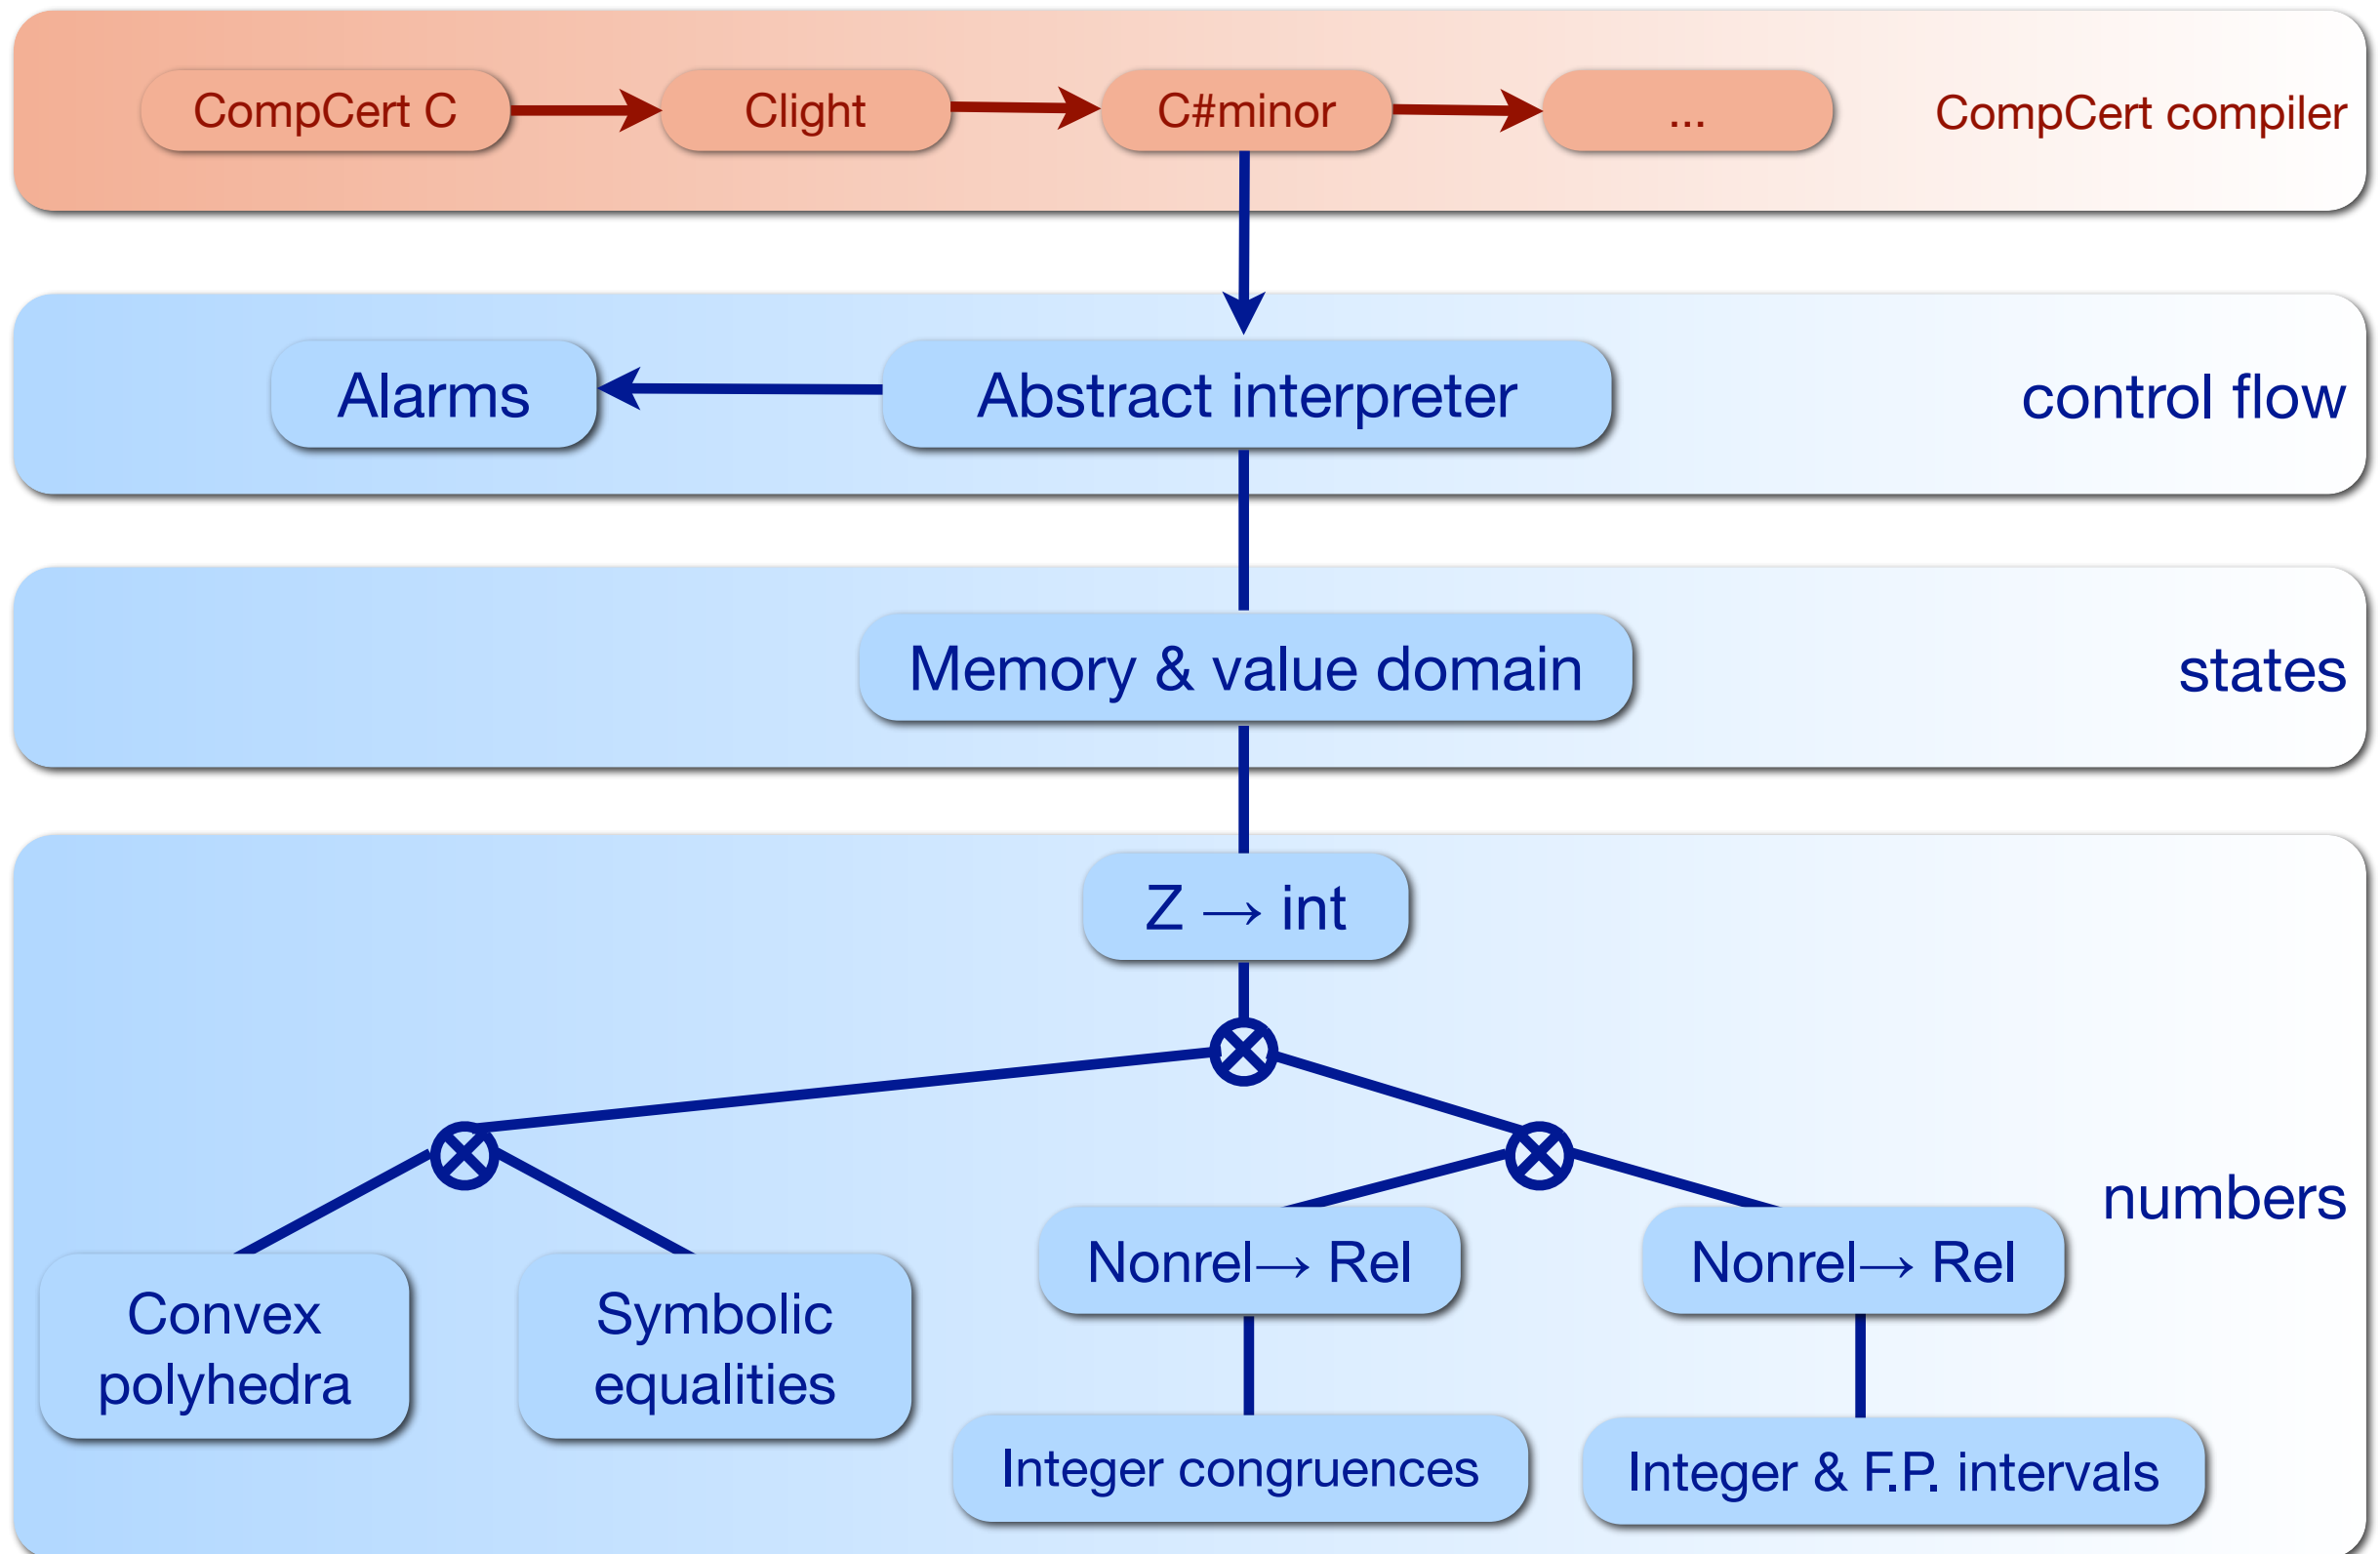 CompCert C
Clight
C#minor
...
CompCert compiler
Alarms
Abstract interpreter
control flow
Memory & value domain
states
Z → int
numbers
Nonrel→ Rel
Nonrel→ Rel
Convex
polyhedra
Symbolic
equalities
Integer congruences
Integer & F.P. intervals